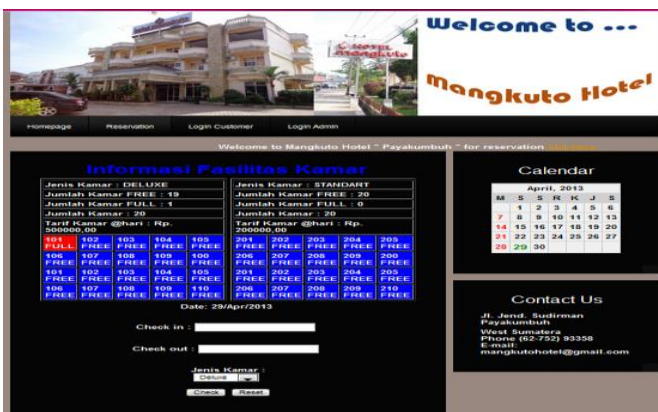 Welcome to ...
Mangkuto Hotel
HOTEL
Mangkuto
Homepage Reservation Login Customer Login Admin
Welcome to Mangkuto Hotel " Payakumbuh " for reservation
Informasi Fasilitas Kamar
Jenis Kamar : DELUXE
Jumlah Kamar FREE : 19
Jumlah Kamar FULL : 1
Jumlah Kamar : 20
Tarif Kamar @hari : Rp.
500000,00
Jenis Kamar : STANDART
Jumlah Kamar FREE : 20
Jumlah Kamar FULL : 0
Jumlah Kamar : 20
Tarif Kamar @hari : Rp.
200000,00
101 102 103 104 105
FULL FREE FREE FREE FREE
106 107 108 109 100
FREE FREE FREE FREE FREE
101 102 103 104 105
FREE FREE FREE FREE FREE
106 107 108 109 110
FREE FREE FREE FREE FREE
201 202 203 204 205
FREE FREE FREE FREE FREE
206 207 208 209 200
FREE FREE FREE FREE FREE
201 202 203 204 205
FREE FREE FREE FREE FREE
206 207 208 209 210
FREE FREE FREE FREE FREE
Date: 29/Apr/2013
Check in :
Check out :
Jenis Kamar :
Deluxe
Check Reset
Calendar
April, 2013
M S S R K J S
1 2 3 4 5 6
7 8 9 10 11 12 13
14 15 16 17 18 19 20
21 22 23 24 25 26 27
28 29 30
Contact Us
Jl. Jend. Sudirman
Payakumbuh
West Sumatera
Phone (62-752) 93358
E-mail:
mangkutohotel@gmail.com